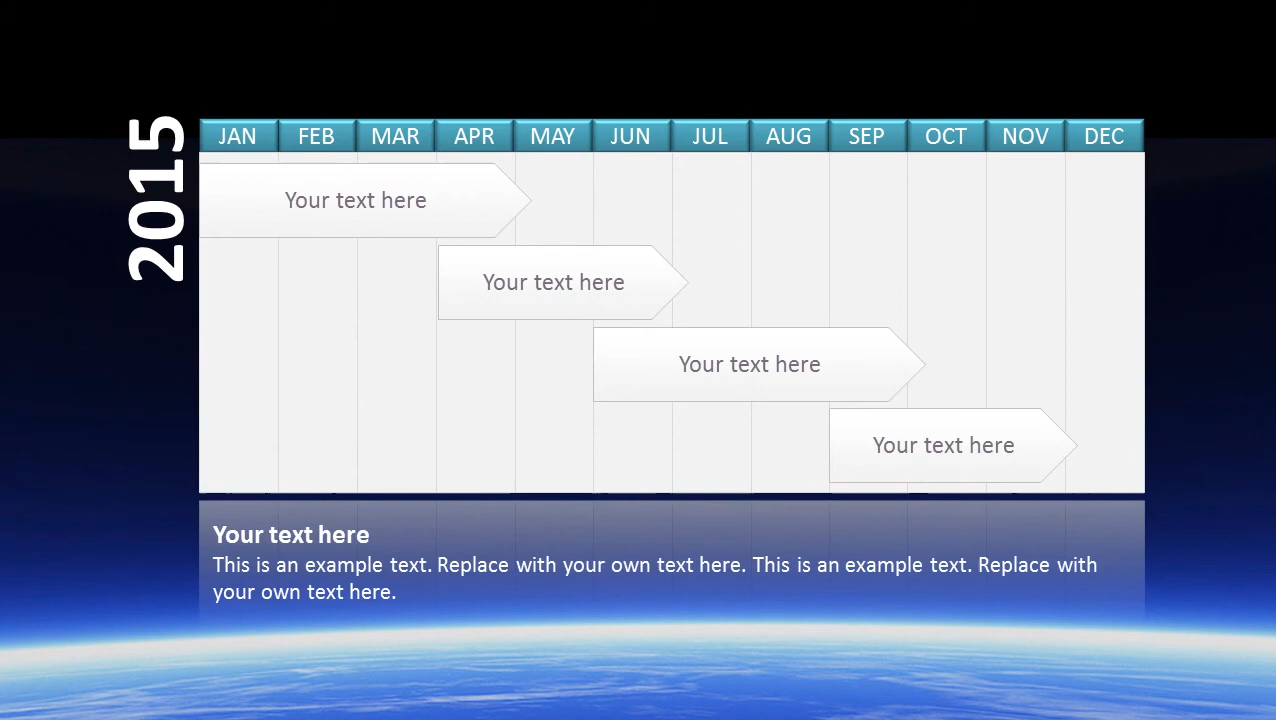 2015
JAN FEB MAR APR MAY JUN JUL AUG SEP OCT NOV DEC
Your text here
Your text here
Your text here
Your text here
Your text here
This is an example text. Replace with your own text here. This is an example text. Replace with
your own text here.